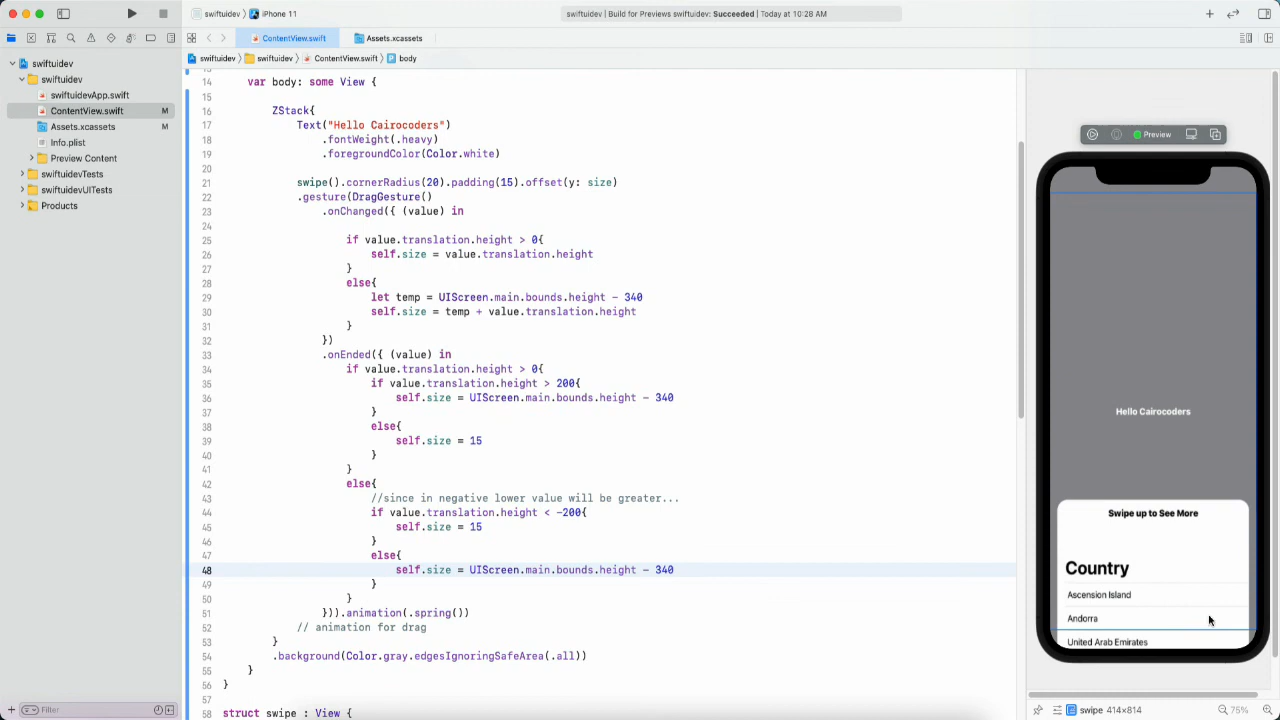 swiftuidev
iPhone 11
swiftuidev | Build for Previews swiftuidev: Succeeded | Today at 10:28 AM
ContentView.swift
Assets.xcassets
swiftuidev
swiftuidev
ContentView.swift
body
swiftuidev
swiftuidev
swiftuidevApp.swift
ContentView.swift M
Assets.xcassets M
Info.plist
Preview Content
swiftuidevTests
swiftuidevUITests
Products
Filter
14 var body: some View {
15
16 ZStack{
17 Text("Hello Cairocoders")
18 .fontWeight(.heavy)
19 .foregroundColor(Color.white)
20
21 swipe().cornerRadius(20).padding(15).offset(y: size)
22 .gesture(DragGesture()
23 .onChanged({ (value) in
24
25 if value.translation.height > 0{
26 self.size = value.translation.height
27 }
28 else{
29 let temp = UIScreen.main.bounds.height - 340
30 self.size = temp + value.translation.height
31 }
32 })
33 .onEnded({ (value) in
34 if value.translation.height > 0{
35 if value.translation.height > 200{
36 self.size = UIScreen.main.bounds.height - 340
37 }
38 else{
39 self.size = 15
40 }
41 }
42 else{
43 //since in negative lower value will be greater...
44 if value.translation.height < -200{
45 self.size = 15
46 }
47 else{
48 self.size = UIScreen.main.bounds.height - 340
49 }
50 }
51 })).animation(.spring())
52 // animation for drag
53 }
54 .background(Color.gray.edgesIgnoringSafeArea(.all))
55 }
56 }
57
58 struct swipe : View {
Preview
Hello Cairocoders
Swipe up to See More
Country
Ascension Island
Andorra
United Arab Emirates
swipe 414×814
75%